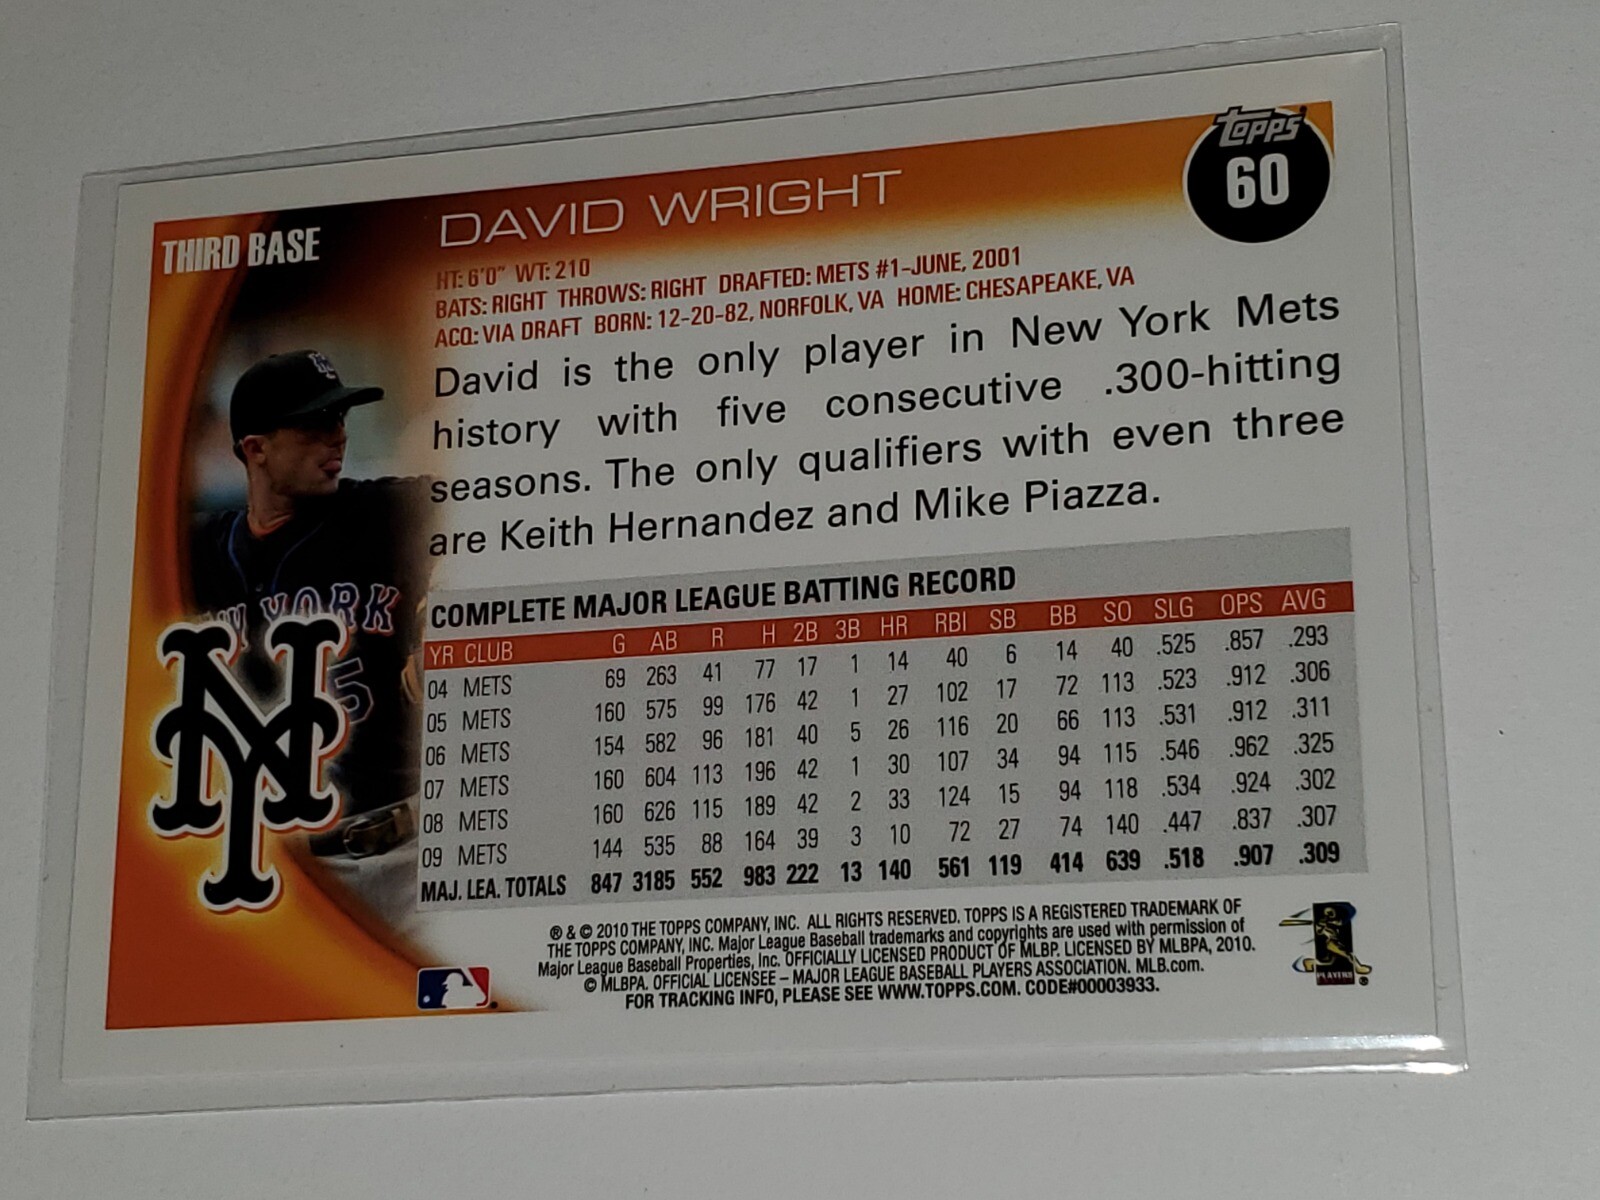 Topps
60
THIRD BASE
DAVID WRIGHT
HT: 6'0" WT: 210
BATS: RIGHT THROWS: RIGHT DRAFTED: METS #1-JUNE, 2001
ACQ: VIA DRAFT BORN: 12-20-82, NORFOLK, VA HOME: CHESAPEAKE, VA
David is the only player in New York Mets
history with five consecutive .300-hitting
seasons. The only qualifiers with even three
are Keith Hernandez and Mike Piazza.
NY
YORK
5
NY
COMPLETE MAJOR LEAGUE BATTING RECORD
YR CLUB G AB R H 2B 3B HR RBI SB BB SO SLG OPS AVG
04 METS 69 263 41 77 17 1 14 40 6 14 40 .525 .857 .293
05 METS 160 575 99 176 42 1 27 102 17 72 113 .523 .912 .306
06 METS 154 582 96 181 40 5 26 116 20 66 113 .531 .912 .311
07 METS 160 604 113 196 42 1 30 107 34 94 115 .546 .962 .325
08 METS 160 626 115 189 42 2 33 124 15 94 118 .534 .924 .302
09 METS 144 535 88 164 39 3 10 72 27 74 140 .447 .837 .307
MAJ. LEA. TOTALS 847 3185 552 983 222 13 140 561 119 414 639 .518 .907 .309
® & © 2010 THE TOPPS COMPANY, INC. ALL RIGHTS RESERVED. TOPPS IS A REGISTERED TRADEMARK OF
THE TOPPS COMPANY, INC. Major League Baseball trademarks and copyrights are used with permission of
Major League Baseball Properties, Inc. OFFICIALLY LICENSED PRODUCT OF MLBP. LICENSED BY MLBPA, 2010.
© MLBPA. OFFICIAL LICENSEE – MAJOR LEAGUE BASEBALL PLAYERS ASSOCIATION. MLB.com.
FOR TRACKING INFO, PLEASE SEE WWW.TOPPS.COM. CODE#00003933.
PLAYERS ®